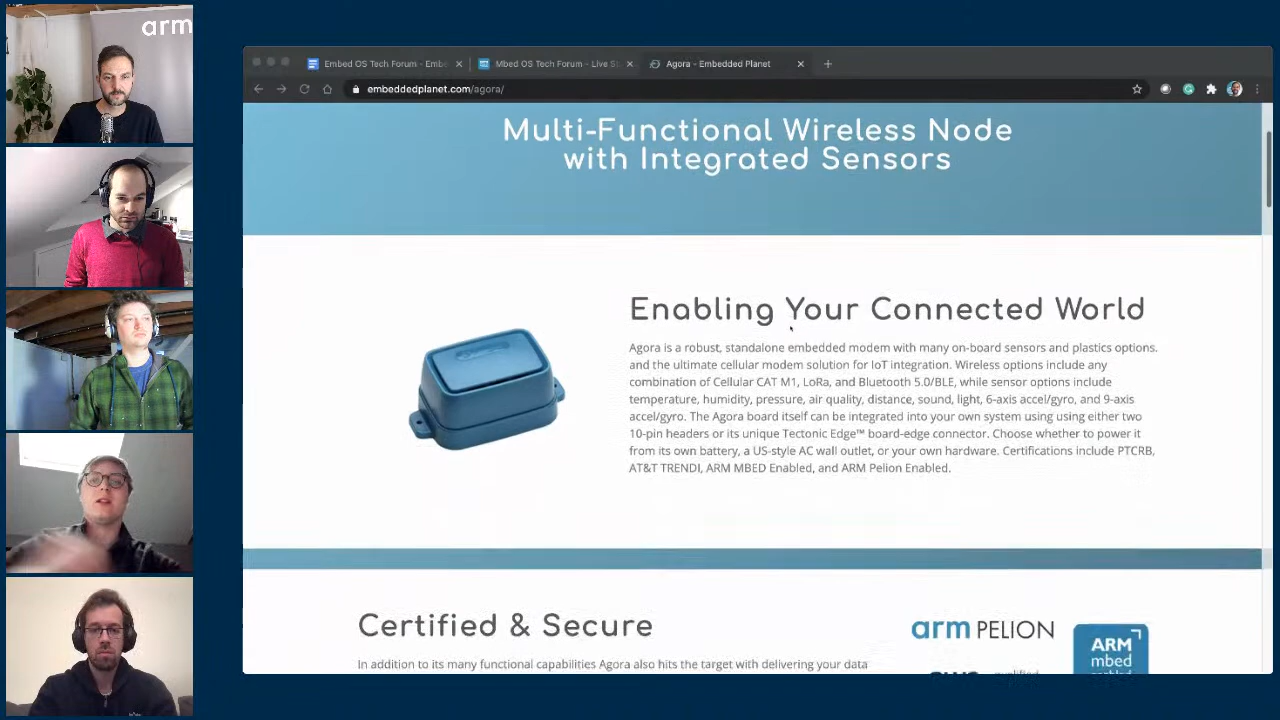 arm
Embed OS Tech Forum - Embe
Mbed OS Tech Forum - Live St
Agora - Embedded Planet
embeddedplanet.com/agora/
Multi-Functional Wireless Node
with Integrated Sensors
Enabling Your Connected World
Agora is a robust, standalone embedded modem with many on-board sensors and plastics options.
and the ultimate cellular modem solution for IoT integration. Wireless options include any
combination of Cellular CAT M1, LoRa, and Bluetooth 5.0/BLE, while sensor options include
temperature, humidity, pressure, air quality, distance, sound, light, 6-axis accel/gyro, and 9-axis
accel/gyro. The Agora board itself can be integrated into your own system using using either two
10-pin headers or its unique Tectonic Edge™ board-edge connector. Choose whether to power it
from its own battery, a US-style AC wall outlet, or your own hardware. Certifications include PTCRB,
AT&T TRENDI, ARM MBED Enabled, and ARM Pelion Enabled.
Certified & Secure
arm PELION
ARM
mbed
In addition to its many functional capabilities Agora also hits the target with delivering your data